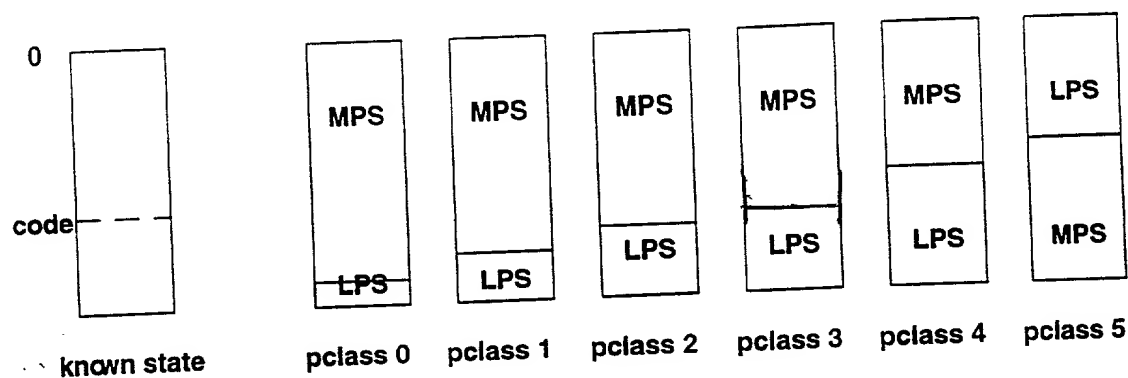 0
code
known state
MPS
LPS
pclass 0
MPS
LPS
pclass 1
MPS
LPS
pclass 2
MPS
LPS
pclass 3
MPS
LPS
pclass 4
LPS
MPS
pclass 5